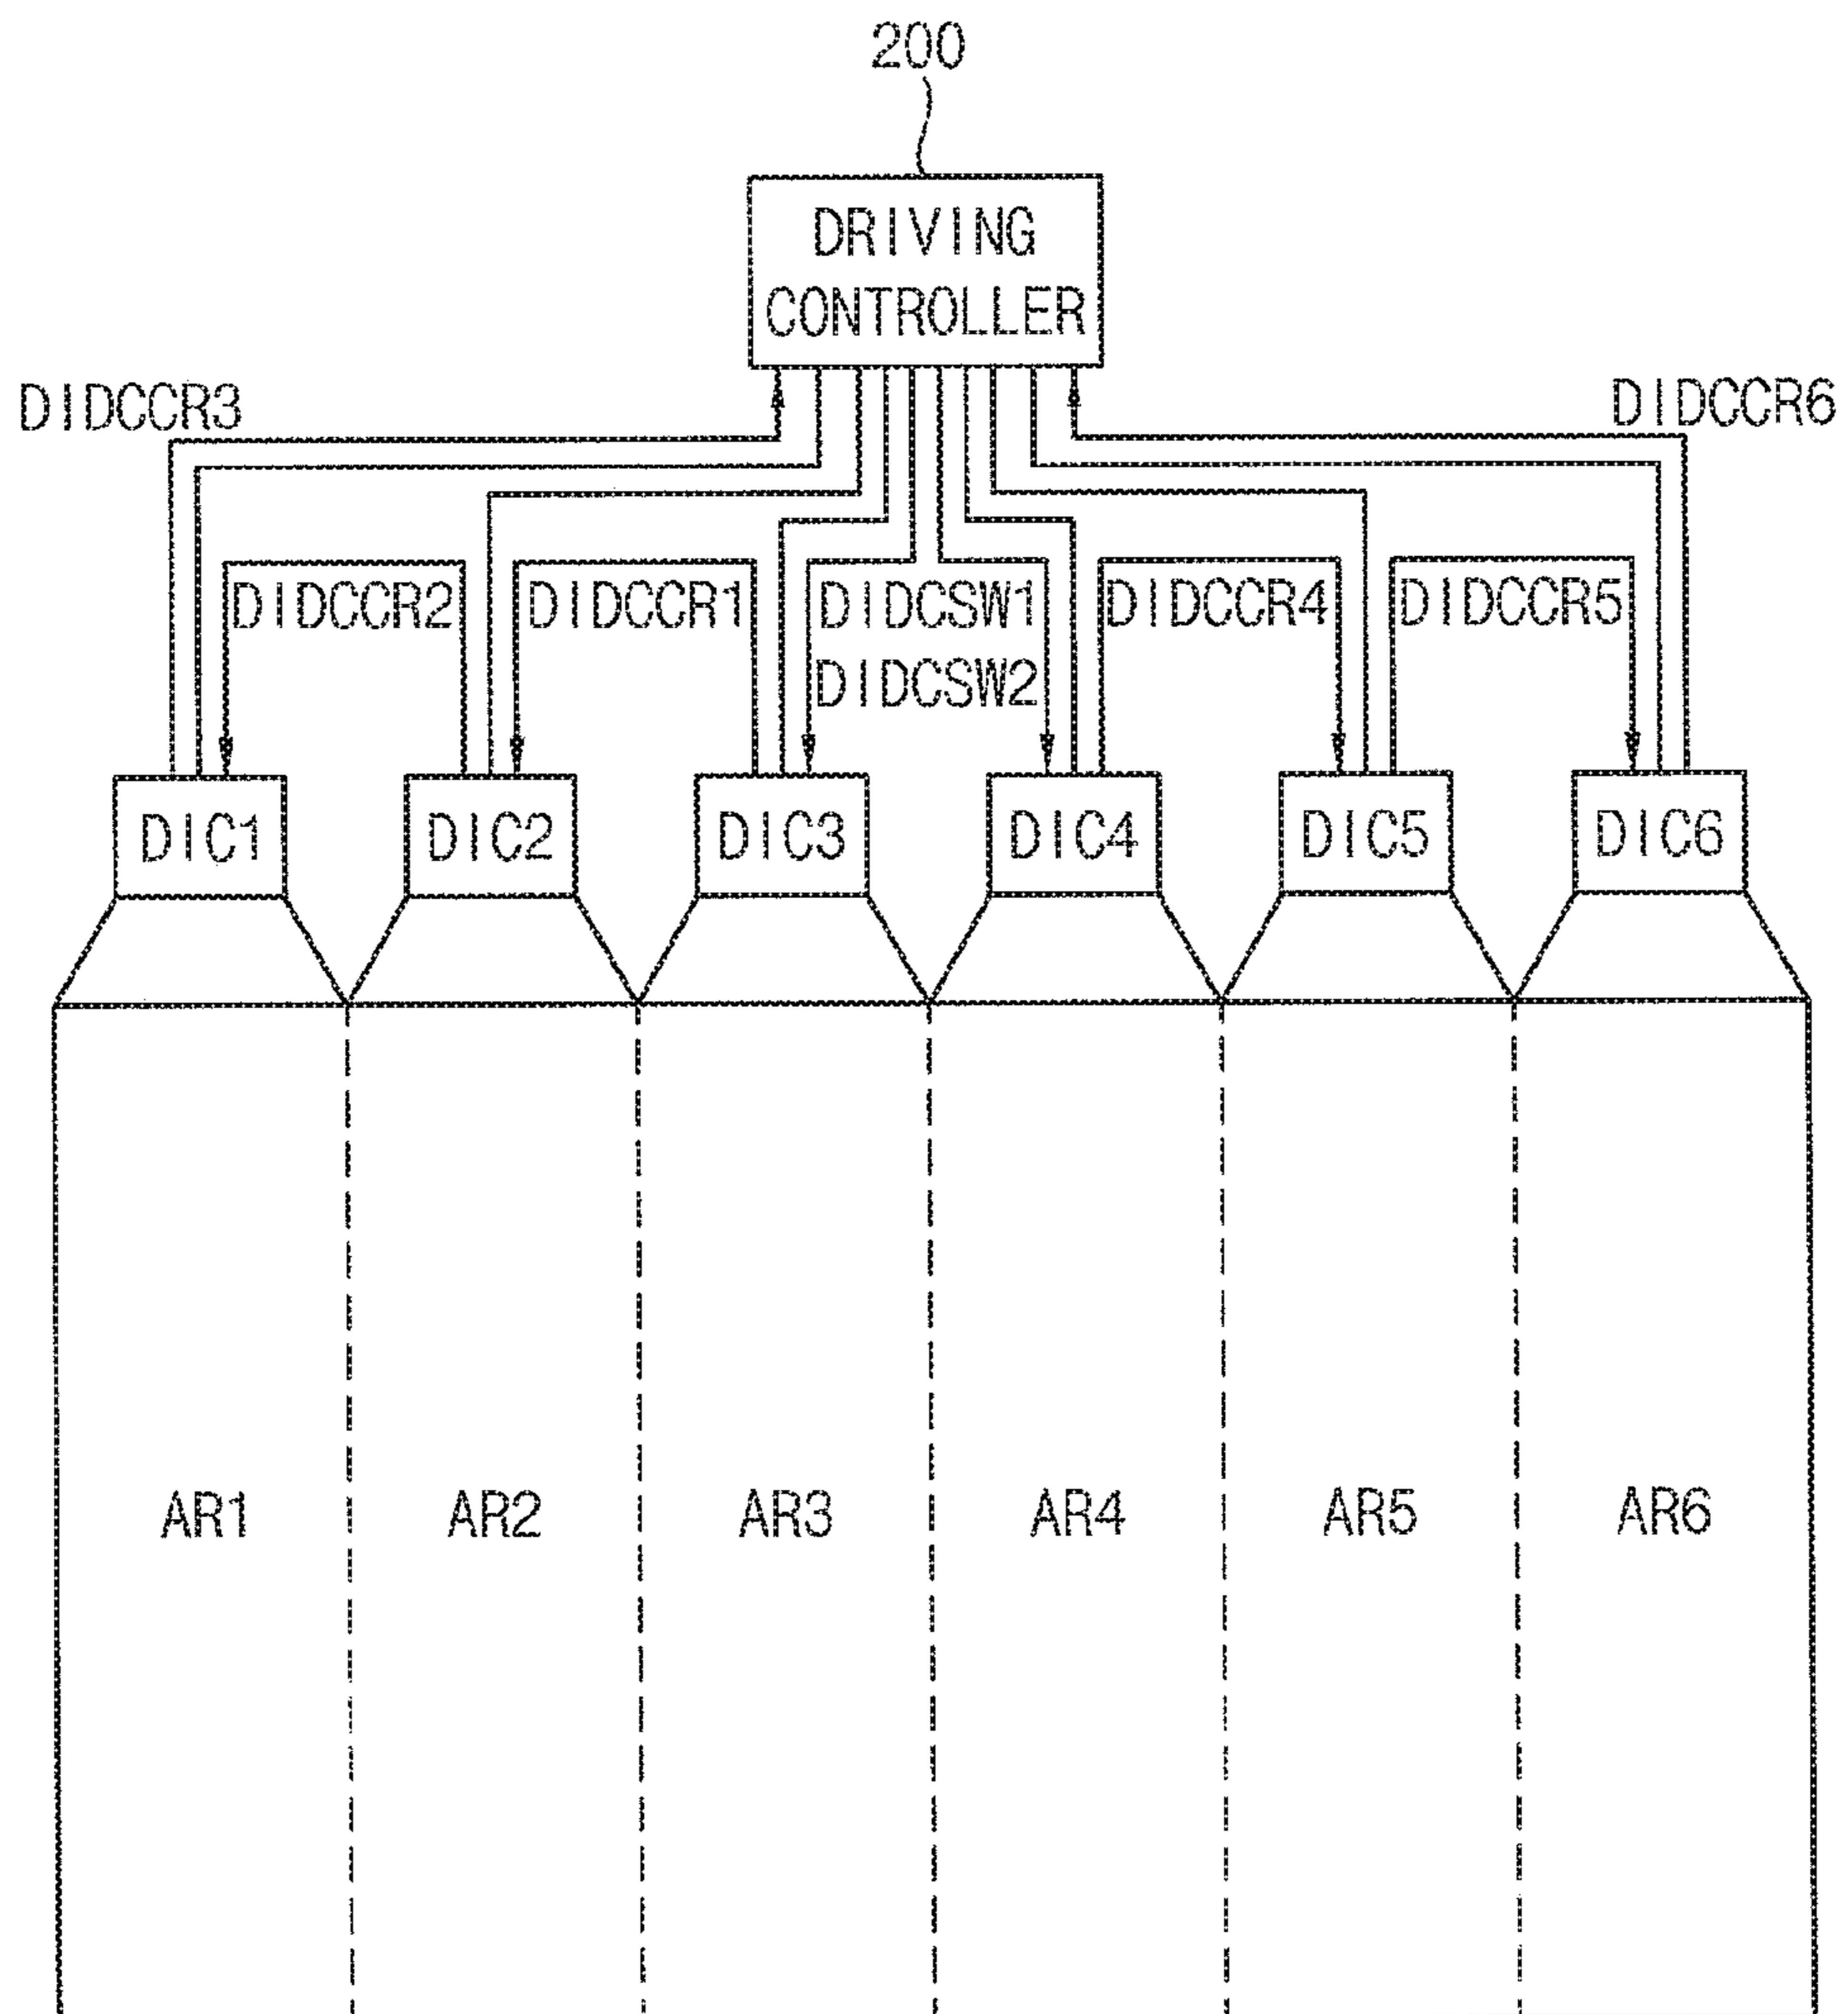 200
DRIVING
CONTROLLER
DIDCCR3
DIDCCR6
DIDCCR2
DIDCCR1
DIDCSW1
DIDCCR4
DIDCCR5
DIDCSW2
DIC1
DIC2
DIC3
DIC4
DIC5
DIC6
AR1
AR2
AR3
AR4
AR5
AR6